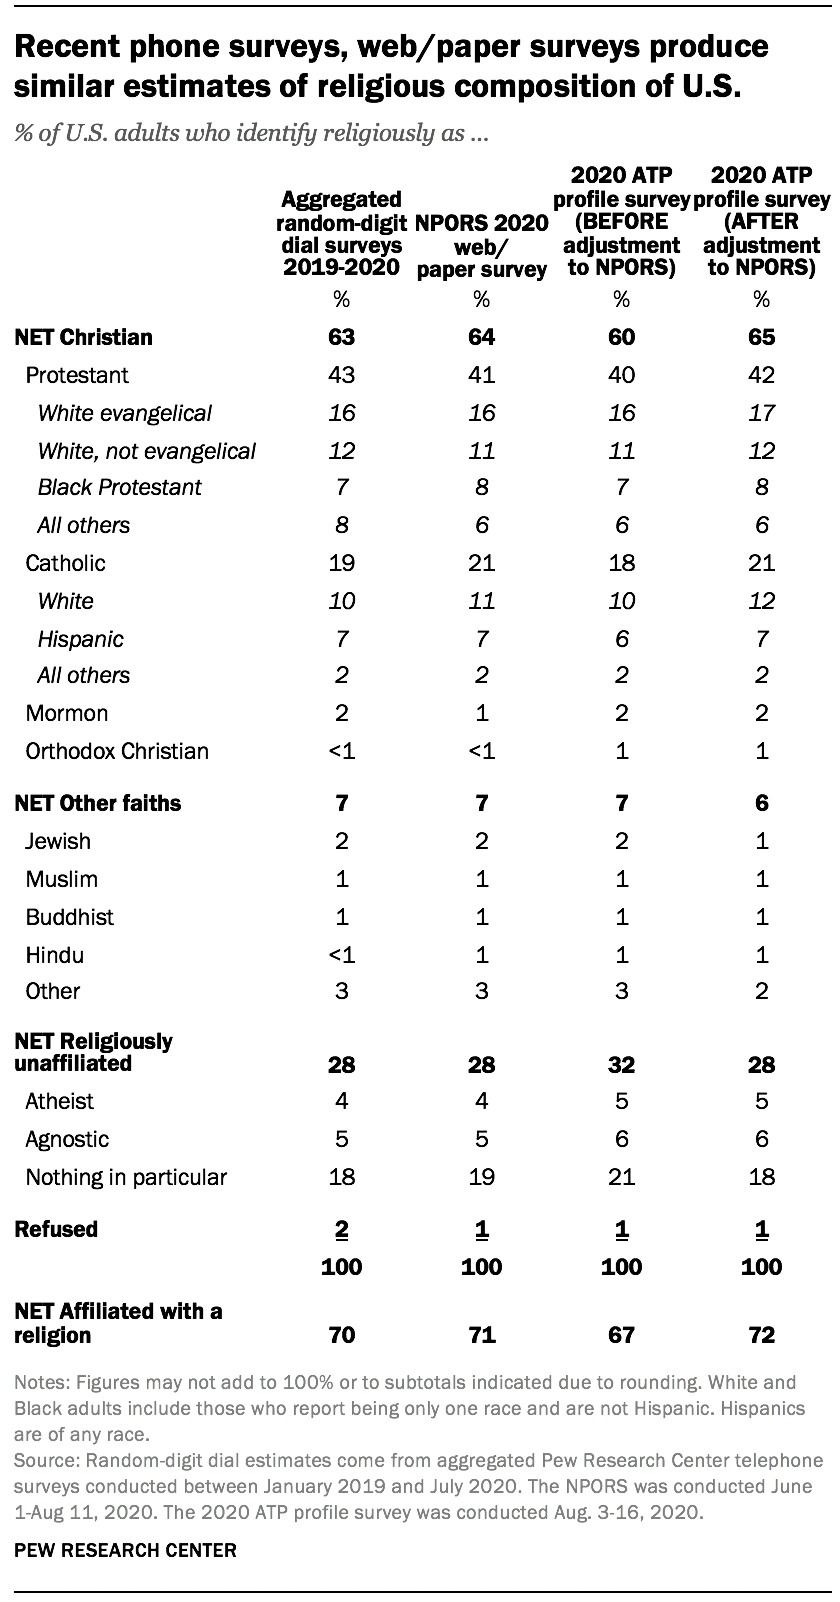 Recent phone surveys, web/paper surveys produce
similar estimates of religious composition of U.S.
% of U.S. adults who identify religiously as ...
Aggregated random-digit dial surveys 2019-2020 NPORS 2020 web/ paper survey 2020 ATP profile survey (BEFORE adjustment to NPORS) 2020 ATP profile survey (AFTER adjustment to NPORS)
% % % %
NET Christian 63 64 60 65
Protestant 43 41 40 42
White evangelical 16 16 16 17
White, not evangelical 12 11 11 12
Black Protestant 7 8 7 8
All others 8 6 6 6
Catholic 19 21 18 21
White 10 11 10 12
Hispanic 7 7 6 7
All others 2 2 2 2
Mormon 2 1 2 2
Orthodox Christian <1 <1 1 1
NET Other faiths 7 7 7 6
Jewish 2 2 2 1
Muslim 1 1 1 1
Buddhist 1 1 1 1
Hindu <1 1 1 1
Other 3 3 3 2
NET Religiously
unaffiliated 28 28 32 28
Atheist 4 4 5 5
Agnostic 5 5 6 6
Nothing in particular 18 19 21 18
Refused 2 1 1 1
100 100 100 100
NET Affiliated with a
religion 70 71 67 72
Notes: Figures may not add to 100% or to subtotals indicated due to rounding. White and
Black adults include those who report being only one race and are not Hispanic. Hispanics
are of any race.
Source: Random-digit dial estimates come from aggregated Pew Research Center telephone
surveys conducted between January 2019 and July 2020. The NPORS was conducted June
1-Aug 11, 2020. The 2020 ATP profile survey was conducted Aug. 3-16, 2020.
PEW RESEARCH CENTER